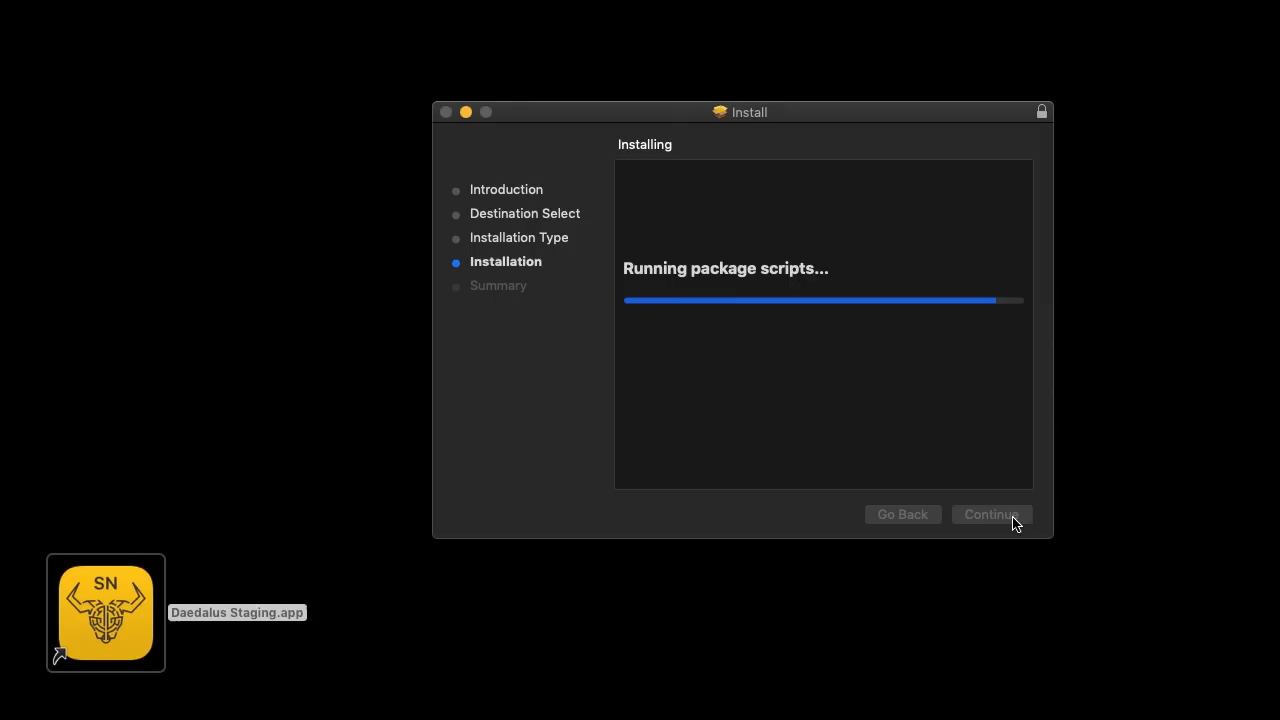 Install
Installing
Introduction
Destination Select
Installation Type
Installation
Summary
Running package scripts...
Go Back
Continue
SN
Daedalus Staging.app